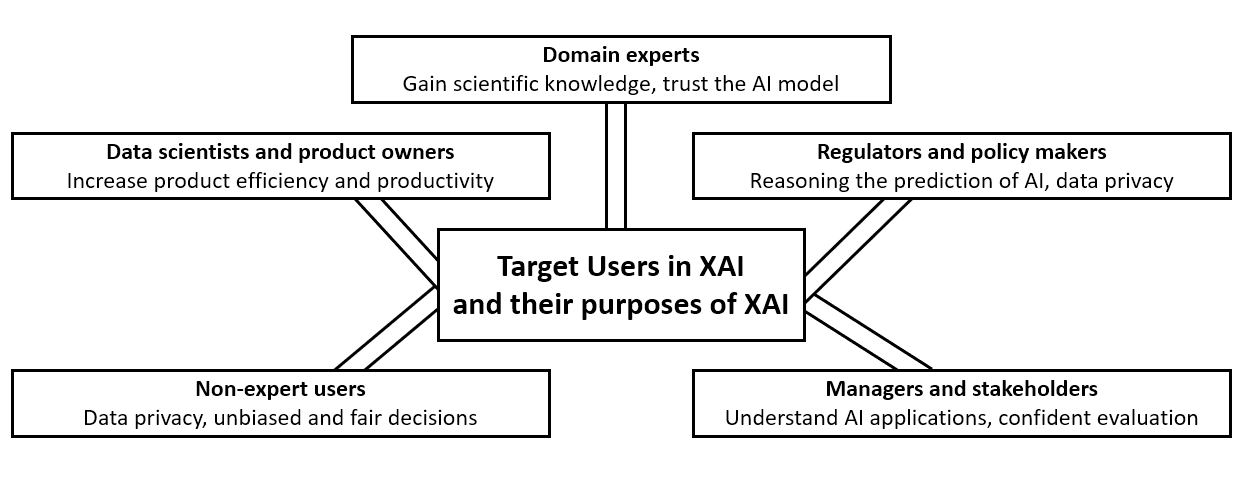 Domain experts
Gain scientific knowledge, trust the AI model
Data scientists and product owners
Increase product efficiency and productivity
Regulators and policy makers
Reasoning the prediction of AI, data privacy
Target Users in XAI
and their purposes of XAI
Non-expert users
Data privacy, unbiased and fair decisions
Managers and stakeholders
Understand AI applications, confident evaluation